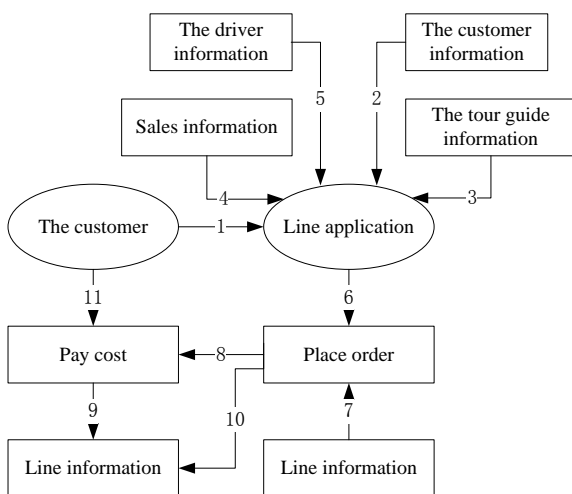 The driver
information
The customer
information
5
2
Sales information
The tour guide
information
4
3
The customer
1
Line application
11
6
Pay cost
8
Place order
9
10
7
Line information
Line information